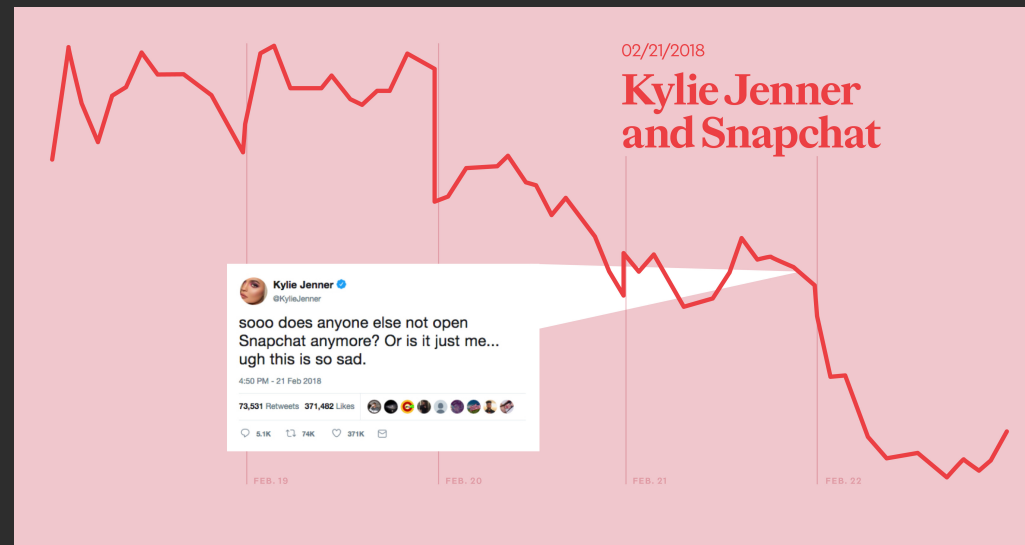 02/21/2018
Kylie Jenner
and Snapchat
Kylie Jenner
@KylieJenner
sooo does anyone else not open
Snapchat anymore? Or is it just me...
ugh this is so sad.
4:50 PM - 21 Feb 2018
73,531 Retweets 371,482 Likes
5.1K 74K 371K
FEB. 19 FEB. 20 FEB. 21 FEB. 22